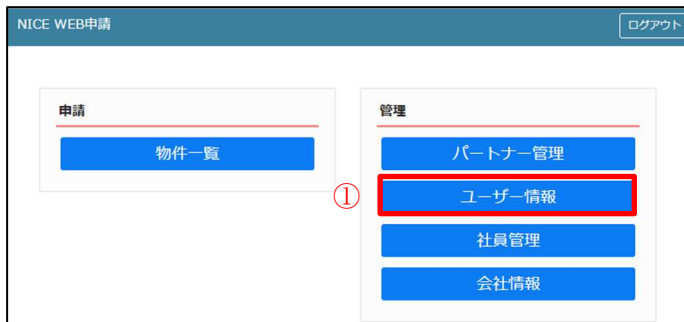 NICE WEB申請
ログアウト
申請
物件一覧
管理
パートナー管理
①
ユーザー情報
社員管理
会社情報